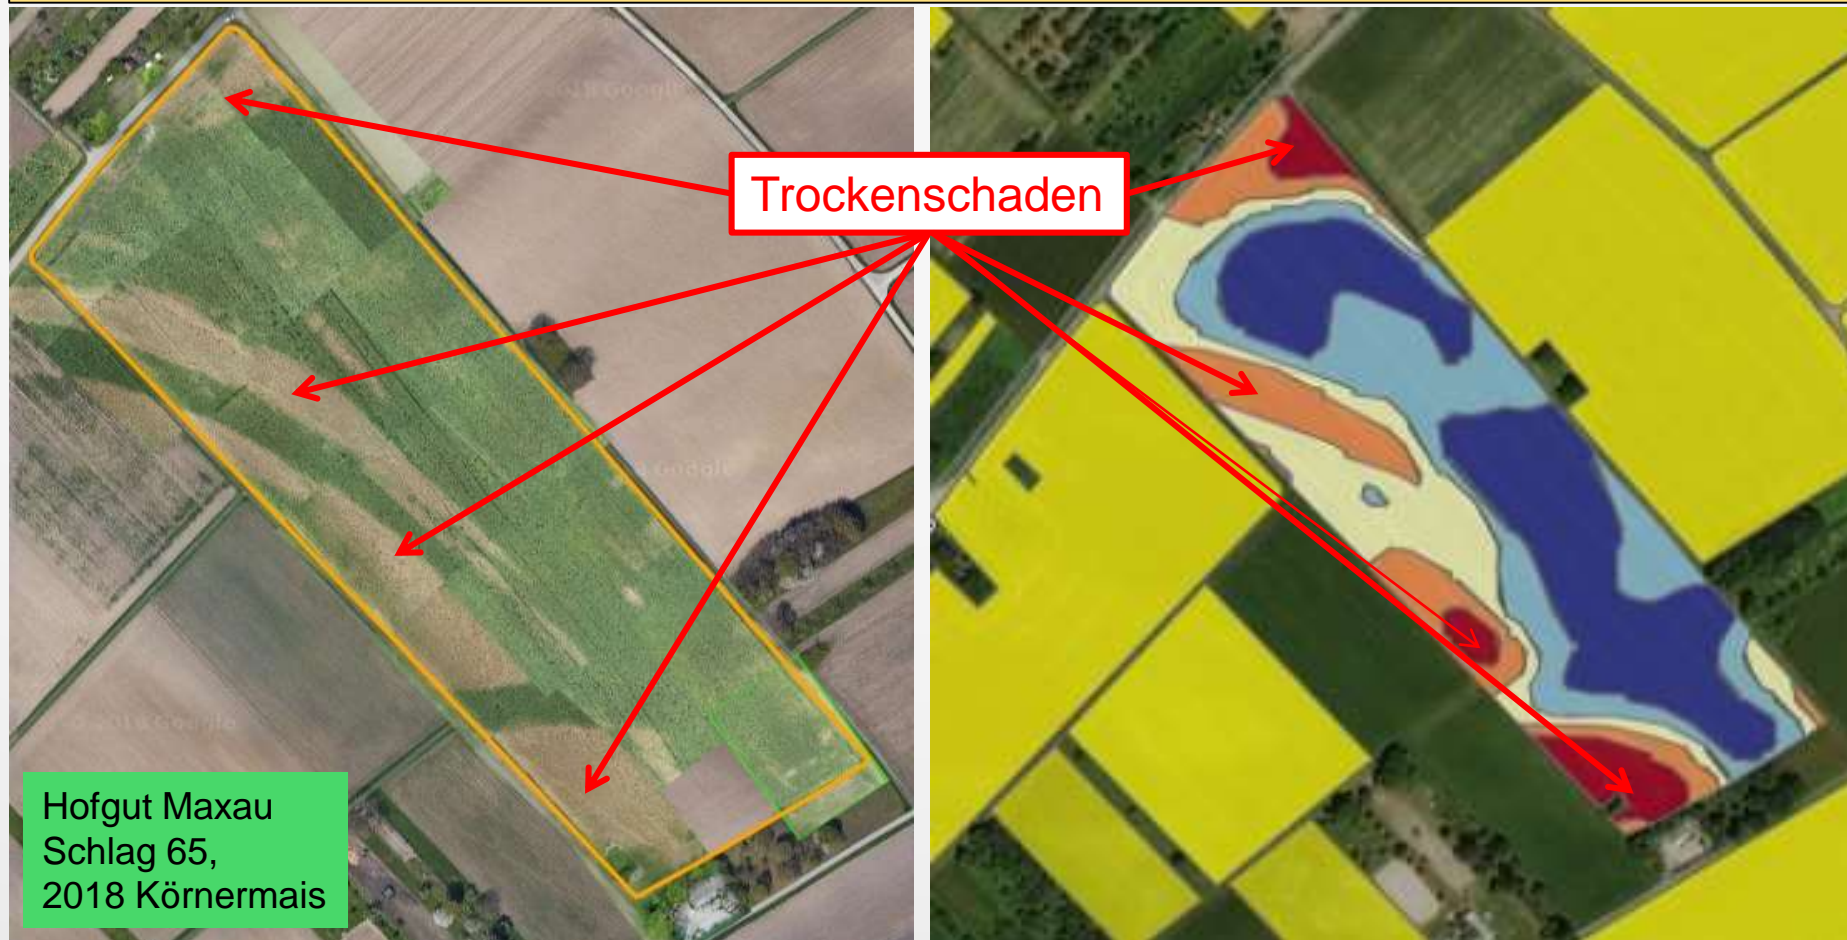 Trockenschaden
Hofgut Maxau
Schlag 65,
2018 Körnermais